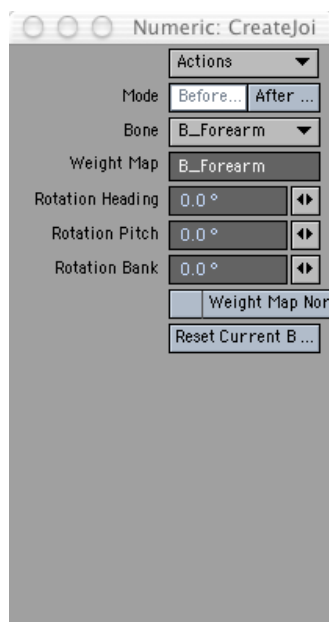 Numeric: CreateJoi
Actions
Mode Before... After ...
Bone B_Forearm
Weight Map B_Forearm
Rotation Heading 0.0°
Rotation Pitch 0.0°
Rotation Bank 0.0°
Weight Map Nor
Reset Current B ...